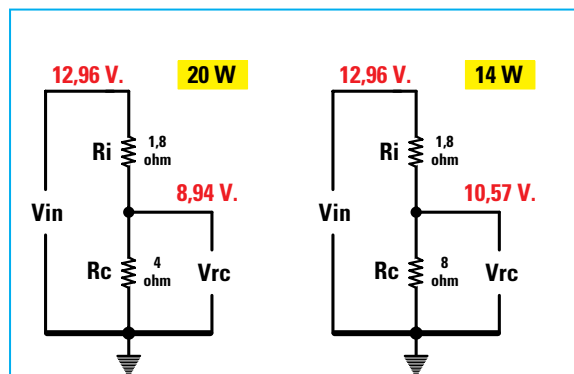 12,96 V.
20 W
Ri
1,8
ohm
8,94 V.
Vin
Rc
4
ohm
Vrc
12,96 V.
14 W
Ri
1,8
ohm
10,57 V.
Vin
Rc
8
ohm
Vrc